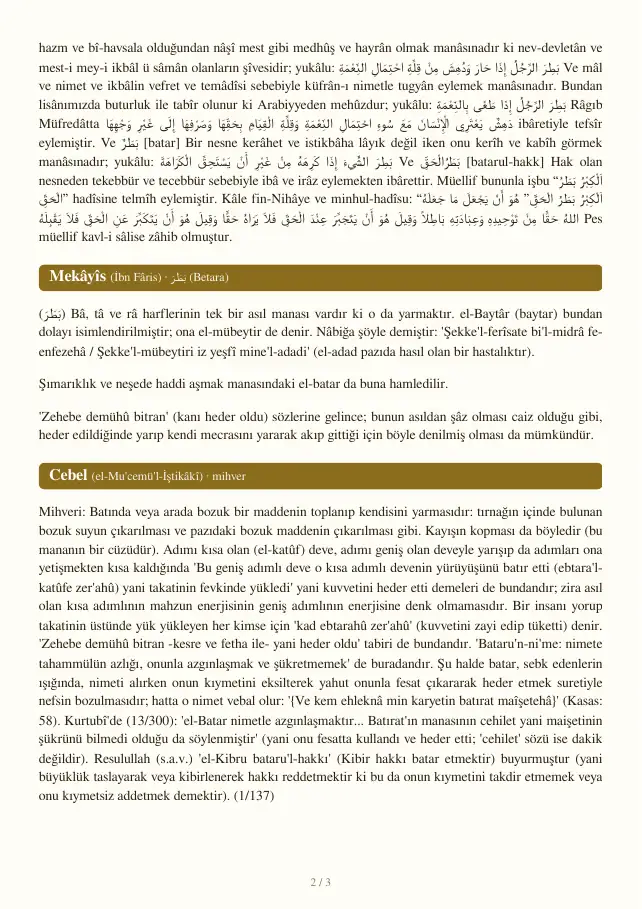 hazm ve bî-havsala olduğundan nâşî mest gibi medhûş ve hayrân olmak manâsınadır ki nev-devletân ve
mest-i mey-i ikbâl ü sâmân olanların şîvesidir; yukâlu: بَطِرَ الرَّجُلُ إِذَا حَارَ وَدُهِشَ مِنْ قِلَّةِ احْتِمَالِ النِّعْمَةِ Ve mâl
ve nimet ve ikbâlin vefret ve temâdîsi sebebiyle küfrân-ı nimetle tugyân eylemek manâsınadır. Bundan
lisânımızda buturluk ile tabîr olunur ki Arabiyyeden mehûzdur; yukâlu: بَطِرَ الرَّجُلُ إِذَا طَغَى بِالنِّعْمَةِ Râgıb
Müfredâtta دَهِشٌ يَعْتَرِى الْإِنْسَانَ مَعَ سُوءِ احْتِمَالِ النِّعْمَةِ وَقِلَّةِ الْقِيَامِ بِحَقِّهَا وَصَرْفِهَا إِلَى غَيْرِ وَجْهِهَا ibâretiyle tefsîr
eylemiştir. Ve بَطَرٌ [batar] Bir nesne kerâhet ve istikbâha lâyık değil iken onu kerîh ve kabîh görmek
manâsınadır; yukâlu: بَطِرَ الشَّيْءَ إِذَا كَرِهَهُ مِنْ غَيْرِ أَنْ يَسْتَحِقَّ الْكَرَاهَةَ Ve بَطَرُالْحَقِّ [batarul-hakk] Hak olan
nesneden tekebbür ve tecebbür sebebiyle ibâ ve irâz eylemekten ibârettir. Müellif bununla işbu “اَلْكِبْرُ بَطَرُ
الْحَقِّ” hadîsine telmîh eylemiştir. Kâle fin-Nihâye ve minhul-hadîsu: “اَلْكِبْرُ بَطَرُ الْحَقِّ” هُوَ أَنْ يَجْعَلَ مَا جَعَلَهُ
اللهُ حَقًّا مِنْ تَوْحِيدِهِ وَعِبَادَتِهِ بَاطِلاً وَقِيلَ هُوَ أَنْ يَتَجَبَّرَ عِنْدَ الْحَقِّ فَلاَ يَرَاهُ حَقًّا وَقِيلَ هُوَ أَنْ يَتَكَبَّرَ عَنِ الْحَقِّ فَلاَ يَقْبَلُهُ Pes
müellif kavl-i sâlise zâhib olmuştur.
Mekâyîs (İbn Fâris) · بَطَرَ (Betara)
(بَطَرَ) Bâ, tâ ve râ harflerinin tek bir asıl manası vardır ki o da yarmaktır. el-Baytâr (baytar) bundan
dolayı isimlendirilmiştir; ona el-mübeytir de denir. Nâbiğa şöyle demiştir: 'Şekke'l-ferîsate bi'l-midrâ fe-
enfezehâ / Şekke'l-mübeytiri iz yeşfî mine'l-adadi' (el-adad pazıda hasıl olan bir hastalıktır).
Şımarıklık ve neşede haddi aşmak manasındaki el-batar da buna hamledilir.
'Zehebe demühû bitran' (kanı heder oldu) sözlerine gelince; bunun asıldan şâz olması caiz olduğu gibi,
heder edildiğinde yarıp kendi mecrasını yararak akıp gittiği için böyle denilmiş olması da mümkündür.
Cebel (el-Mu'cemü'l-İştikâkî) · mihver
Mihveri: Batında veya arada bozuk bir maddenin toplanıp kendisini yarmasıdır: tırnağın içinde bulunan
bozuk suyun çıkarılması ve pazıdaki bozuk maddenin çıkarılması gibi. Kayışın kopması da böyledir (bu
mananın bir cüzüdür). Adımı kısa olan (el-katûf) deve, adımı geniş olan deveyle yarışıp da adımları ona
yetişmekten kısa kaldığında 'Bu geniş adımlı deve o kısa adımlı devenin yürüyüşünü batır etti (ebtara'l-
katûfe zer'ahû) yani takatinin fevkinde yükledi' yani kuvvetini heder etti demeleri de bundandır; zira asıl
olan kısa adımlının mahzun enerjisinin geniş adımlının enerjisine denk olmamasıdır. Bir insanı yorup
takatinin üstünde yük yükleyen her kimse için 'kad ebtarahû zer'ahû' (kuvvetini zayi edip tüketti) denir.
'Zehebe demühû bitran -kesre ve fetha ile- yani heder oldu' tabiri de bundandır. 'Bataru'n-ni'me: nimete
tahammülün azlığı, onunla azgınlaşmak ve şükretmemek' de buradandır. Şu halde batar, sebk edenlerin
ışığında, nimeti alırken onun kıymetini eksilterek yahut onunla fesat çıkararak heder etmek suretiyle
nefsin bozulmasıdır; hatta o nimet vebal olur: '{Ve kem ehleknâ min karyetin batırat maîşetehâ}' (Kasas:
58). Kurtubî'de (13/300): 'el-Batar nimetle azgınlaşmaktır... Batırat'ın manasının cehilet yani maişetinin
şükrünü bilmedi olduğu da söylenmiştir' (yani onu fesatta kullandı ve heder etti; 'cehilet' sözü ise dakik
değildir). Resulullah (s.a.v.) 'el-Kibru bataru'l-hakkı' (Kibir hakkı batar etmektir) buyurmuştur (yani
büyüklük taslayarak veya kibirlenerek hakkı reddetmektir ki bu da onun kıymetini takdir etmemek veya
onu kıymetsiz addetmek demektir). (1/137)
2 / 3